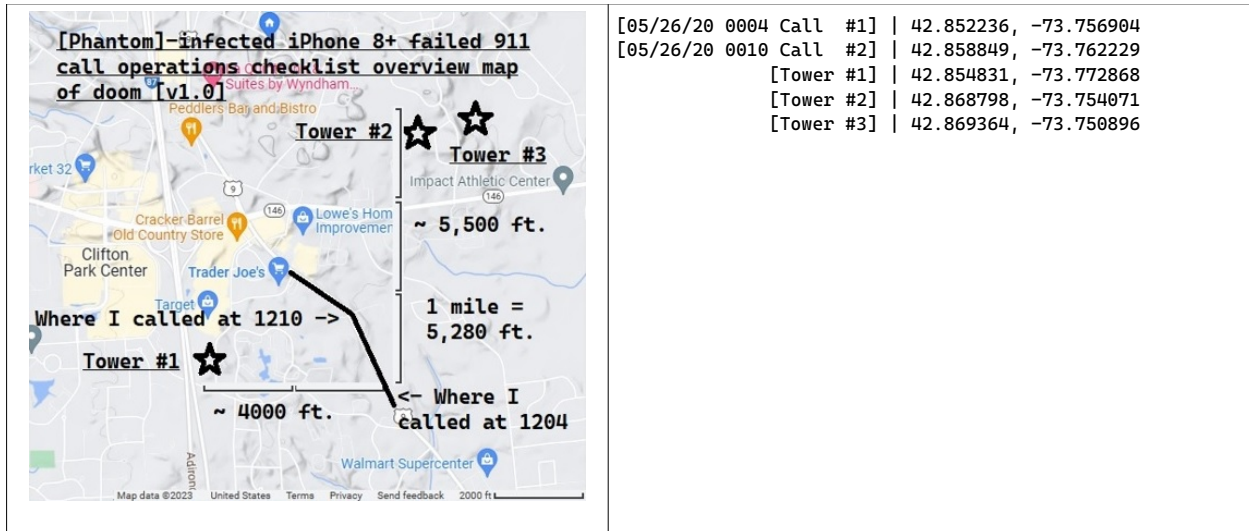 [Phantom]-infected iPhone 8+ failed 911
call operations checklist overview map
of doom [v1.0]
87
Suites by Wyndham...
Peddlers Bar and Bistro
Tower #2
Tower #3
rket 32
Impact Athletic Center
9
146
146
Cracker Barrel
Old Country Store
Lowe's Hom
Improvemen
~ 5,500 ft.
Clifton
Park Center
Trader Joe's
Target
1 mile =
5,280 ft.
Where I called at 1210 ->
Tower #1
<- Where I
called at 1204
~ 4000 ft.
9
Walmart Supercenter
Adiron
Map data ©2023 United States Terms Privacy Send feedback 2000 ft
[05/26/20 0004 Call #1] | 42.852236, -73.756904
[05/26/20 0010 Call #2] | 42.858849, -73.762229
[Tower #1] | 42.854831, -73.772868
[Tower #2] | 42.868798, -73.754071
[Tower #3] | 42.869364, -73.750896